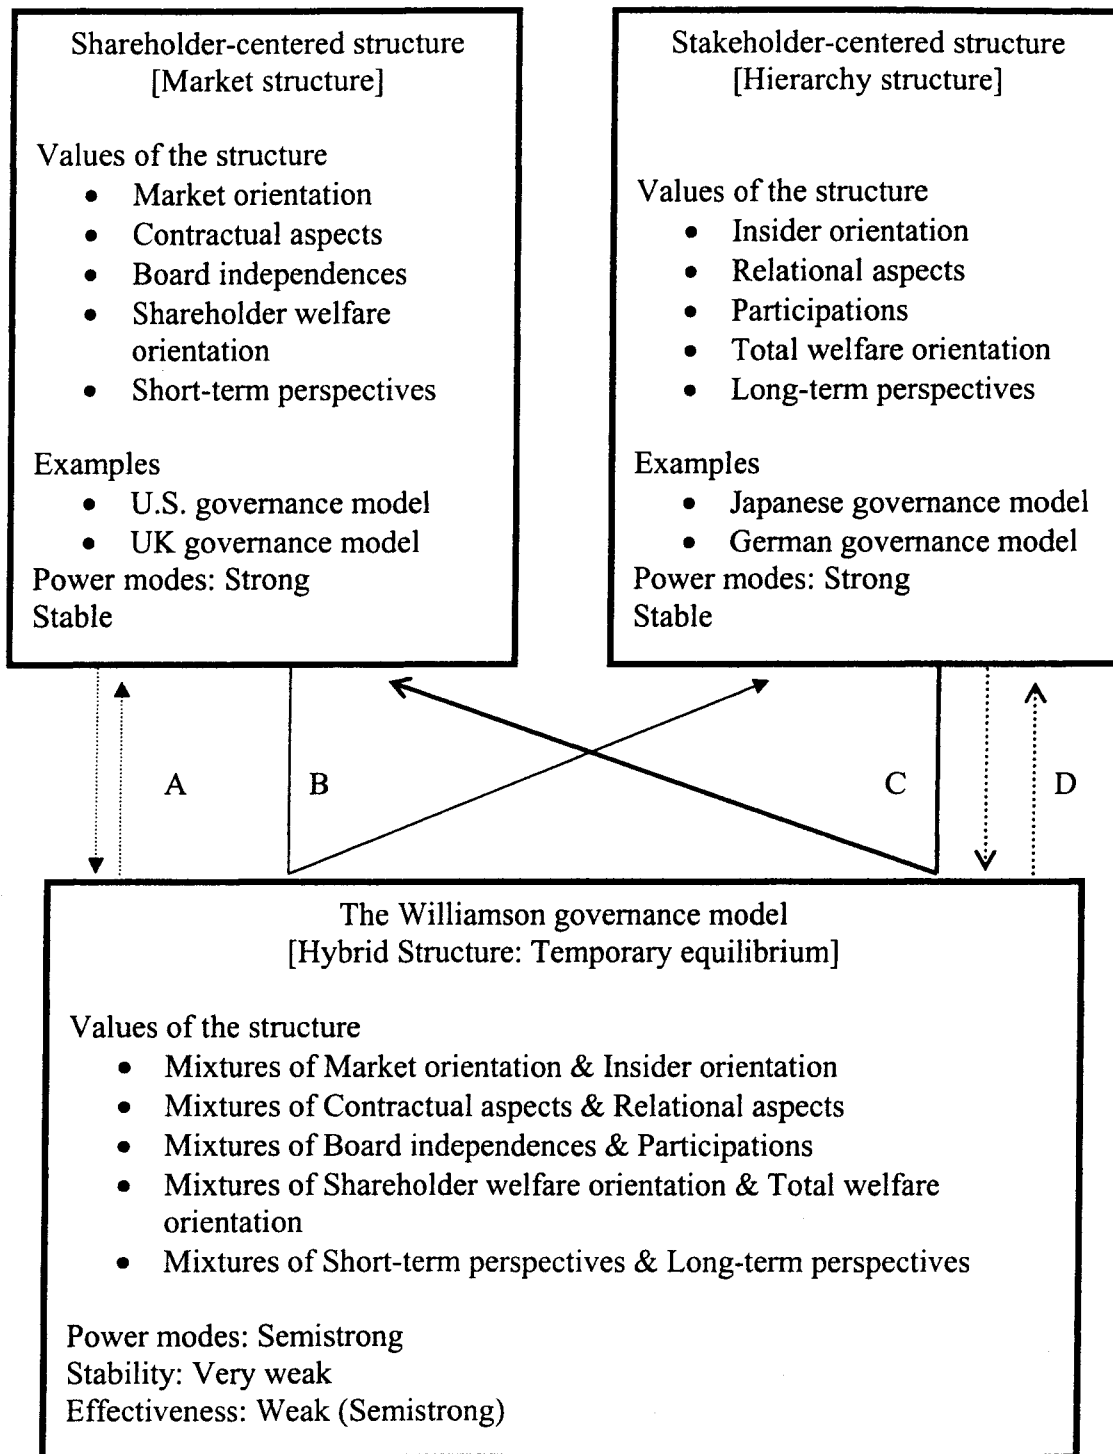 Shareholder-centered structure
[Market structure]
Values of the structure
• Market orientation
• Contractual aspects
• Board independences
• Shareholder welfare
orientation
• Short-term perspectives
Examples
• U.S. governance model
• UK governance model
Power modes: Strong
Stable
Stakeholder-centered structure
[Hierarchy structure]
Values of the structure
• Insider orientation
• Relational aspects
• Participations
• Total welfare orientation
• Long-term perspectives
Examples
• Japanese governance model
• German governance model
Power modes: Strong
Stable
A
B
C
D
The Williamson governance model
[Hybrid Structure: Temporary equilibrium]
Values of the structure
• Mixtures of Market orientation & Insider orientation
• Mixtures of Contractual aspects & Relational aspects
• Mixtures of Board independences & Participations
• Mixtures of Shareholder welfare orientation & Total welfare
orientation
• Mixtures of Short-term perspectives & Long-term perspectives
Power modes: Semistrong
Stability: Very weak
Effectiveness: Weak (Semistrong)